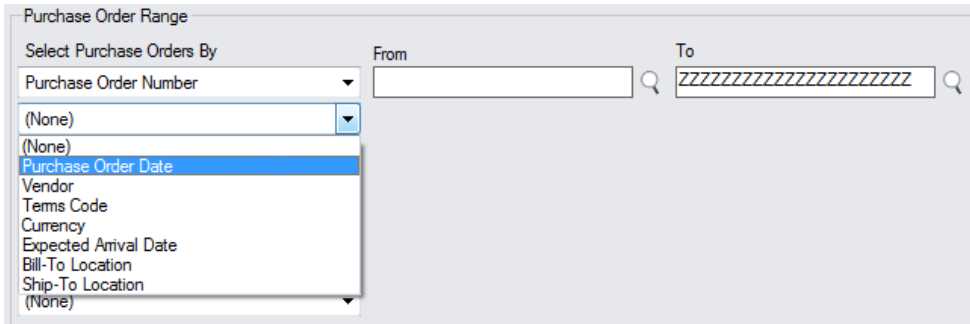 Purchase Order Range
Select Purchase Orders By From To
Purchase Order Number ZZZZZZZZZZZZZZZZZZZZZZ
(None)
(None)
Purchase Order Date
Vendor
Terms Code
Currency
Expected Arrival Date
Bill-To Location
Ship-To Location
(None)